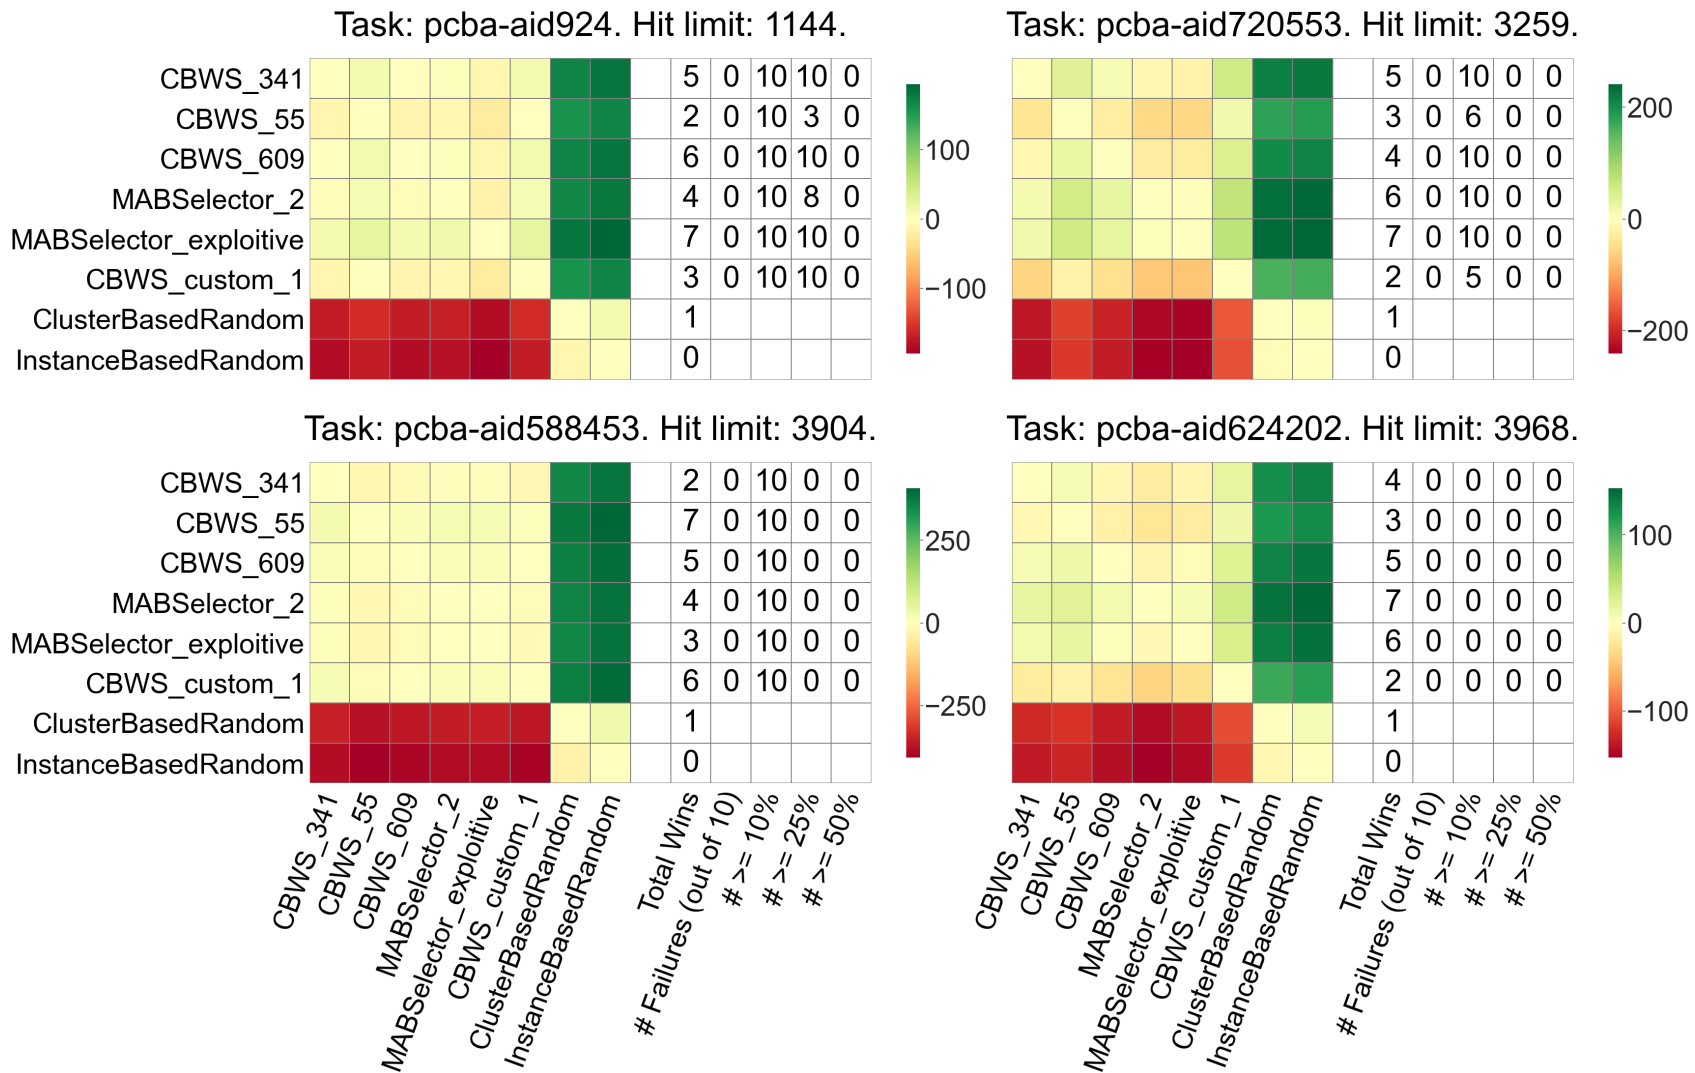 Task: pcba-aid924. Hit limit: 1144.
CBWS_341 5 0 10 10 0
CBWS_55 2 0 10 3 0
CBWS_609 6 0 10 10 0
MABSelector_2 4 0 10 8 0
MABSelector_exploitive 7 0 10 10 0
CBWS_custom_1 3 0 10 10 0
ClusterBasedRandom 1
InstanceBasedRandom 0
100
0
−100
Task: pcba-aid720553. Hit limit: 3259.
5 0 10 0 0
3 0 6 0 0
4 0 10 0 0
6 0 10 0 0
7 0 10 0 0
2 0 5 0 0
1
0
200
100
0
−100
−200
Task: pcba-aid588453. Hit limit: 3904.
CBWS_341 2 0 10 0 0
CBWS_55 7 0 10 0 0
CBWS_609 5 0 10 0 0
MABSelector_2 4 0 10 0 0
MABSelector_exploitive 3 0 10 0 0
CBWS_custom_1 6 0 10 0 0
ClusterBasedRandom 1
InstanceBasedRandom 0
250
0
−250
CBWS_341
CBWS_55
CBWS_609
MABSelector_2
MABSelector_exploitive
CBWS_custom_1
ClusterBasedRandom
InstanceBasedRandom
Total Wins
# Failures (out of 10)
# >= 10%
# >= 25%
# >= 50%
Task: pcba-aid624202. Hit limit: 3968.
4 0 0 0 0
3 0 0 0 0
5 0 0 0 0
7 0 0 0 0
6 0 0 0 0
2 0 0 0 0
1
0
100
0
−100
CBWS_341
CBWS_55
CBWS_609
MABSelector_2
MABSelector_exploitive
CBWS_custom_1
ClusterBasedRandom
InstanceBasedRandom
Total Wins
# Failures (out of 10)
# >= 10%
# >= 25%
# >= 50%